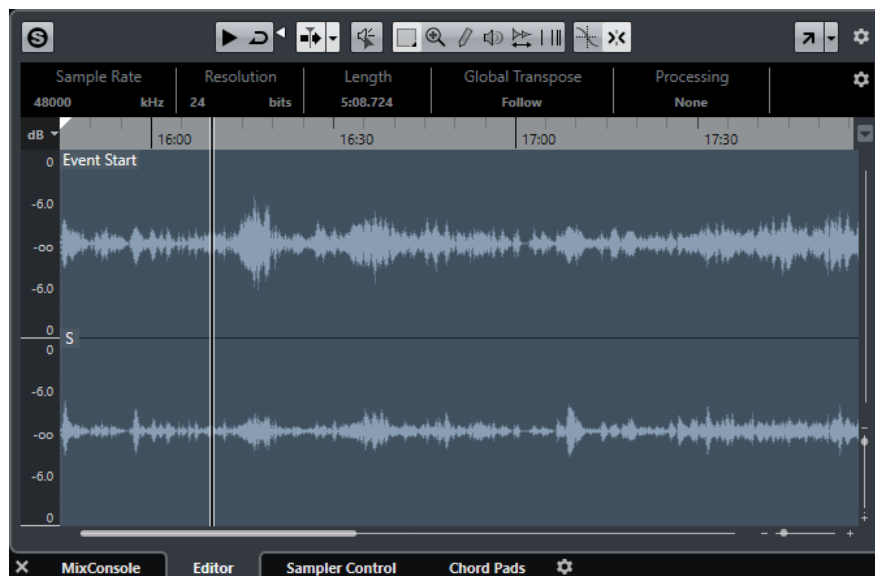 Sample Rate Resolution Length Global Transpose Processing
48000 kHz 24 bits 5:08.724 Follow None
dB 16:00 16:30 17:00 17:30
0 Event Start
-6.0
-∞
-6.0
0
S
0
-6.0
-∞
-6.0
0
MixConsole Editor Sampler Control Chord Pads